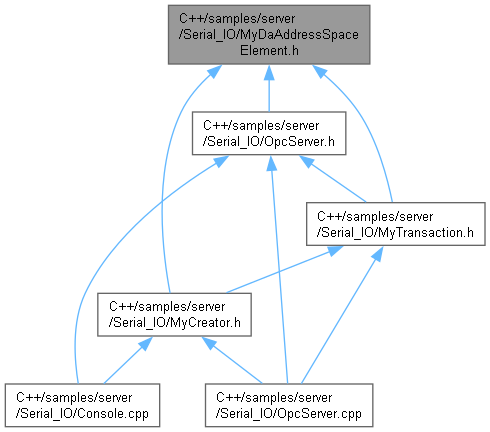 C++/samples/server
/Serial_IO/MyDaAddressSpace
Element.h
C++/samples/server
/Serial_IO/OpcServer.h
C++/samples/server
/Serial_IO/MyTransaction.h
C++/samples/server
/Serial_IO/MyCreator.h
C++/samples/server
/Serial_IO/Console.cpp
C++/samples/server
/Serial_IO/OpcServer.cpp